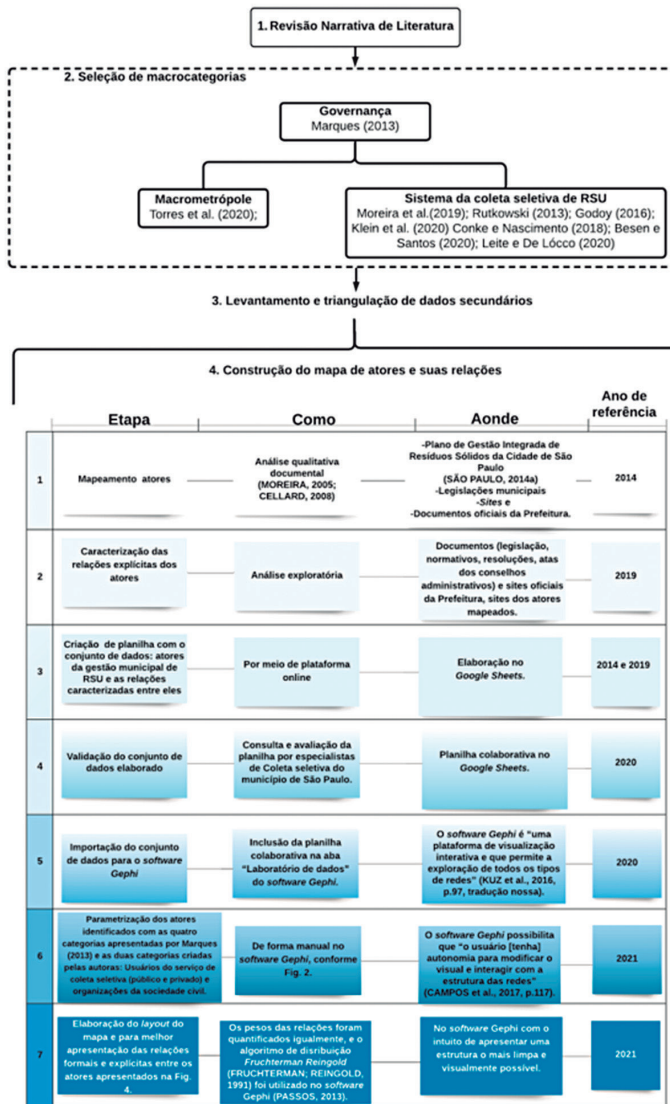 1. Revisão Narrativa de Literatura
2. Seleção de macrocategorias
Governança
Marques (2013)
Macrometrópole
Torres et al. (2020);
Sistema da coleta seletiva de RSU
Moreira et al.(2019); Rutkowski (2013); Godoy (2016);
Klein et al. (2020) Conke e Nascimento (2018); Besen e
Santos (2020); Leite e De Lócco (2020)
3. Levantamento e triangulação de dados secundários
4. Construção do mapa de atores e suas relações
Etapa
Como
Aonde
Ano de
referência
1
Mapeamento atores
Análise qualitativa
documental
(MOREIRA, 2005;
CELLARD, 2008)
-Plano de Gestão Integrada de
Resíduos Sólidos da Cidade de São
Paulo
(SÃO PAULO, 2014a)
-Legislações municipais
-Sites e
-Documentos oficiais da Prefeitura.
2014
2
Caracterização das
relações explícitas dos
atores
Análise exploratória
Documentos (legislação,
normativos, resoluções, atas
dos conselhos
administrativos) e sites oficiais
da Prefeitura, sites dos atores
mapeados.
2019
3
Criação de planilha com o
conjunto de dados: atores
da gestão municipal de
RSU e as relações
caracterizadas entre eles
Por meio de plataforma
online
Elaboração no
Google Sheets.
2014 e 2019
4
Validação do conjunto de
dados elaborado
Consulta e avaliação da
planilha por especialistas
de Coleta seletiva do
município de São Paulo.
Planilha colaborativa no
Google Sheets.
2020
5
Importação do conjunto
de dados para o software
Gephi
Inclusão da planilha
colaborativa na aba
"Laboratório de dados"
do software Gephi.
O software Gephi é "uma
plataforma de visualização
interativa e que permite a
exploração de todos os tipos
de redes" (KUZ et al., 2016,
p.97, tradução nossa).
2020
6
Parametrização dos atores
identificados com as quatro
categorias apresentadas por Marques
(2013) e as duas categorias criadas
pelas autoras: Usuários do serviço de
coleta seletiva (público e privado) e
organizações da sociedade civil.
De forma manual no
software Gephi, conforme
Fig. 2.
O software Gephi possibilita
que "o usuário [tenha]
autonomia para modificar o
visual e interagir com a
estrutura das redes"
(CAMPOS et al., 2017, p.117).
2021
7
Elaboração do layout do
mapa e para melhor
apresentação das relações
formais e explícitas entre os
atores apresentados na Fig.
4.
Os pesos das relações foram
quantificados igualmente, e o
algoritmo de disribuição
Fruchterman Reingold
(FRUCHTERMAN; REINGOLD,
1991) foi utilizado no software
Gephi (PASSOS, 2013).
No software Gephi com o
intuito de apresentar uma
estrutura o mais limpa e
visualmente possível.
2021